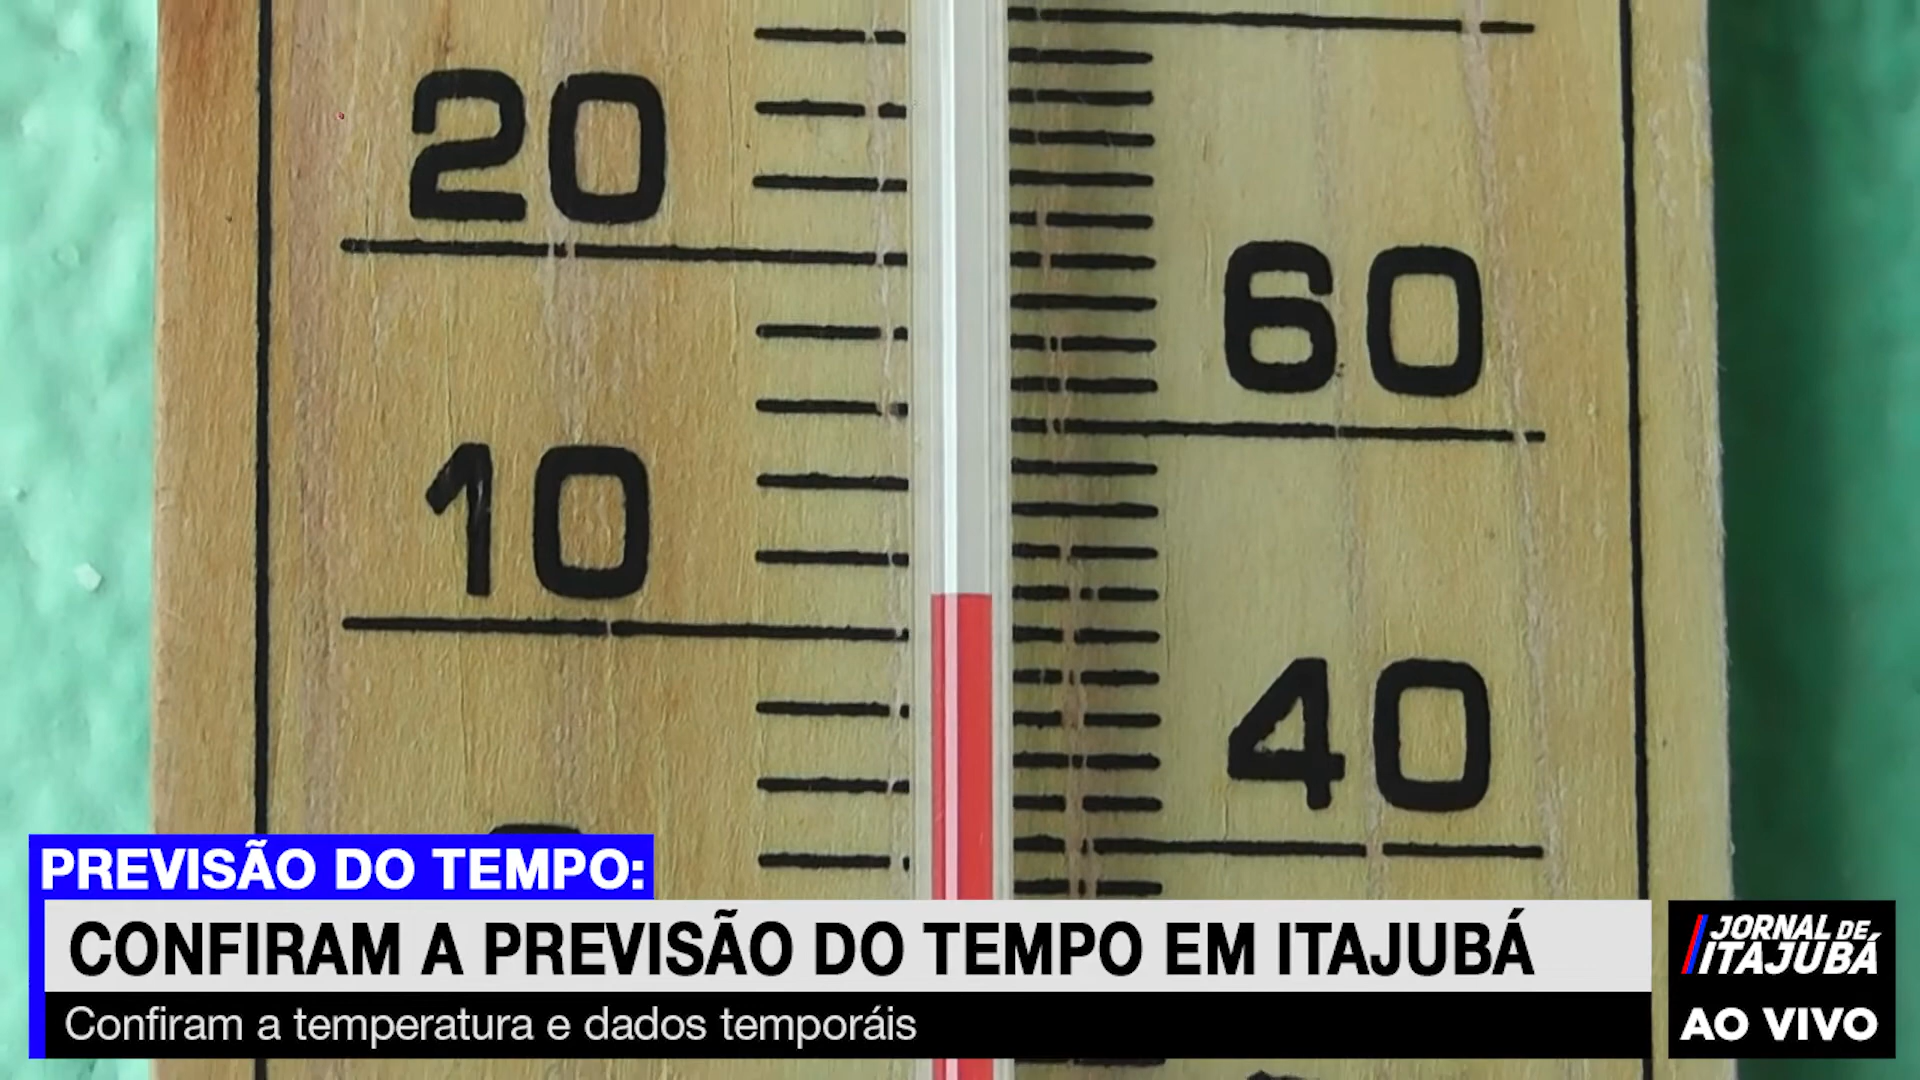 20
60
10
40
PREVISÃO DO TEMPO:
CONFIRAM A PREVISÃO DO TEMPO EM ITAJUBÁ
Confiram a temperatura e dados temporáis
JORNAL DE
ITAJUBÁ
AO VIVO